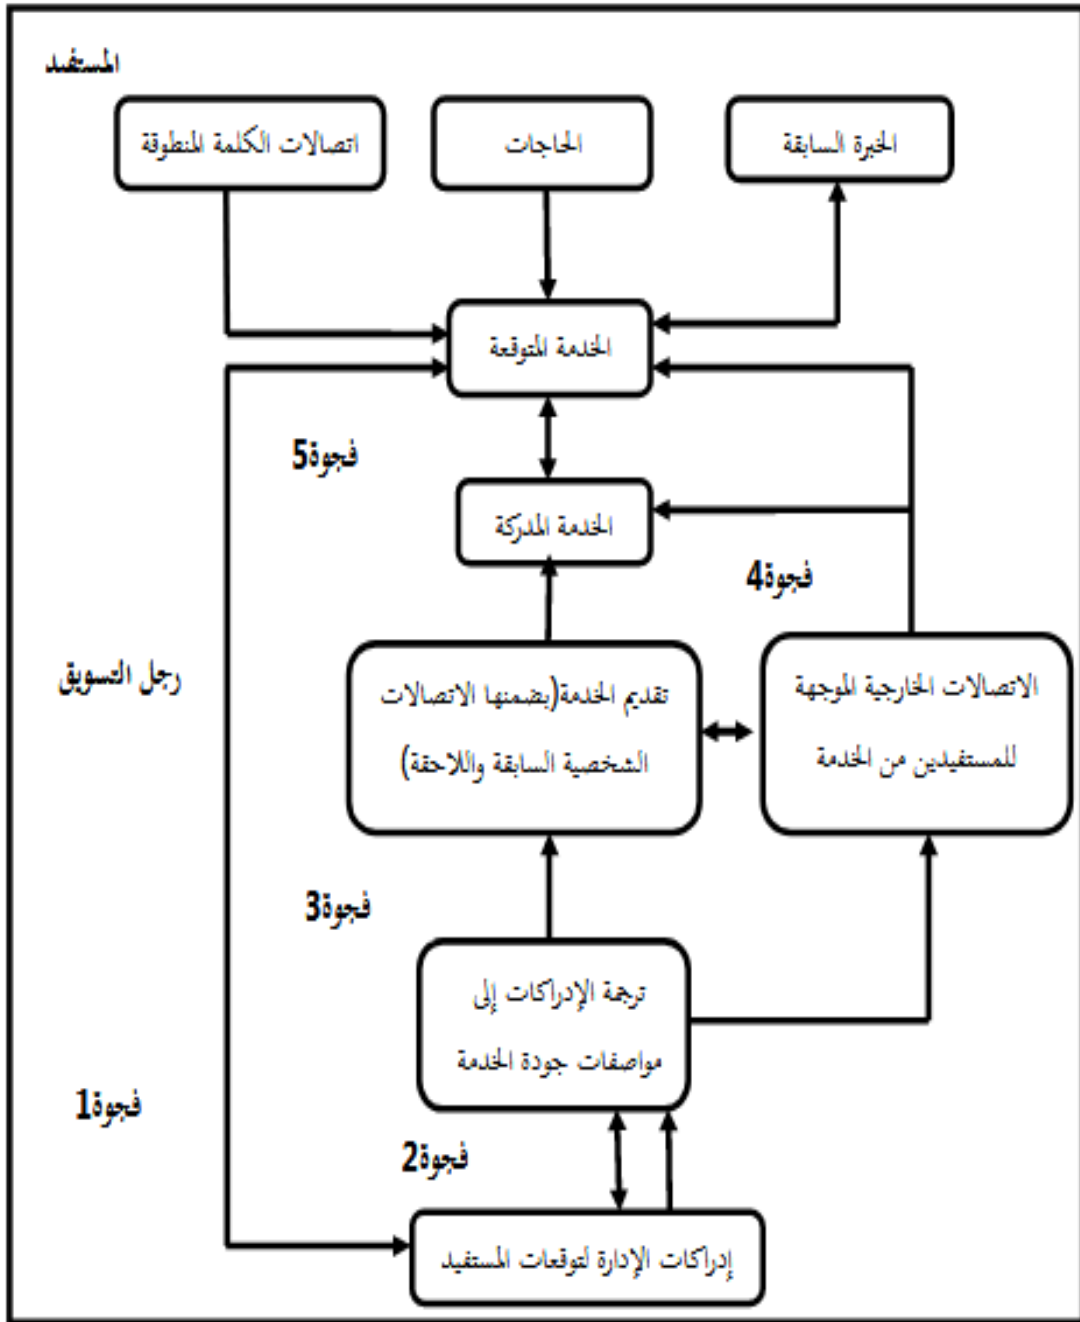 المستفيد
الخبرة السابقة
الحاجات
اتصالات الكلمة المنطوقة
الخدمة المتوقعة
فجوة5
الخدمة المدركة
فجوة4
رجل التسويق
الاتصالات الخارجية الموجهة
للمستفيدين من الخدمة
تقديم الخدمة(بضمنها الاتصالات
الشخصية السابقة واللاحقة)
فجوة3
ترجمة الإدراكات إلى
مواصفات جودة الخدمة
فجوة1
فجوة2
إدراكات الإدارة لتوقعات المستفيد